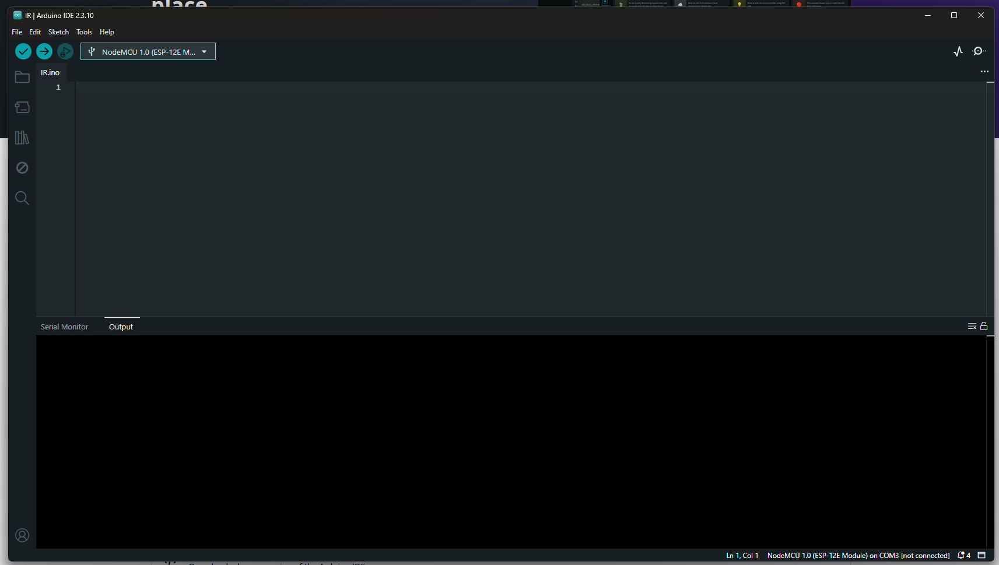 place
IR | Arduino IDE 2.3.10
File Edit Sketch Tools Help
NodeMCU 1.0 (ESP-12E M...
IR.ino
1
Serial Monitor Output
Ln 1, Col 1 NodeMCU 1.0 (ESP-12E Module) on COM3 [not connected] 4